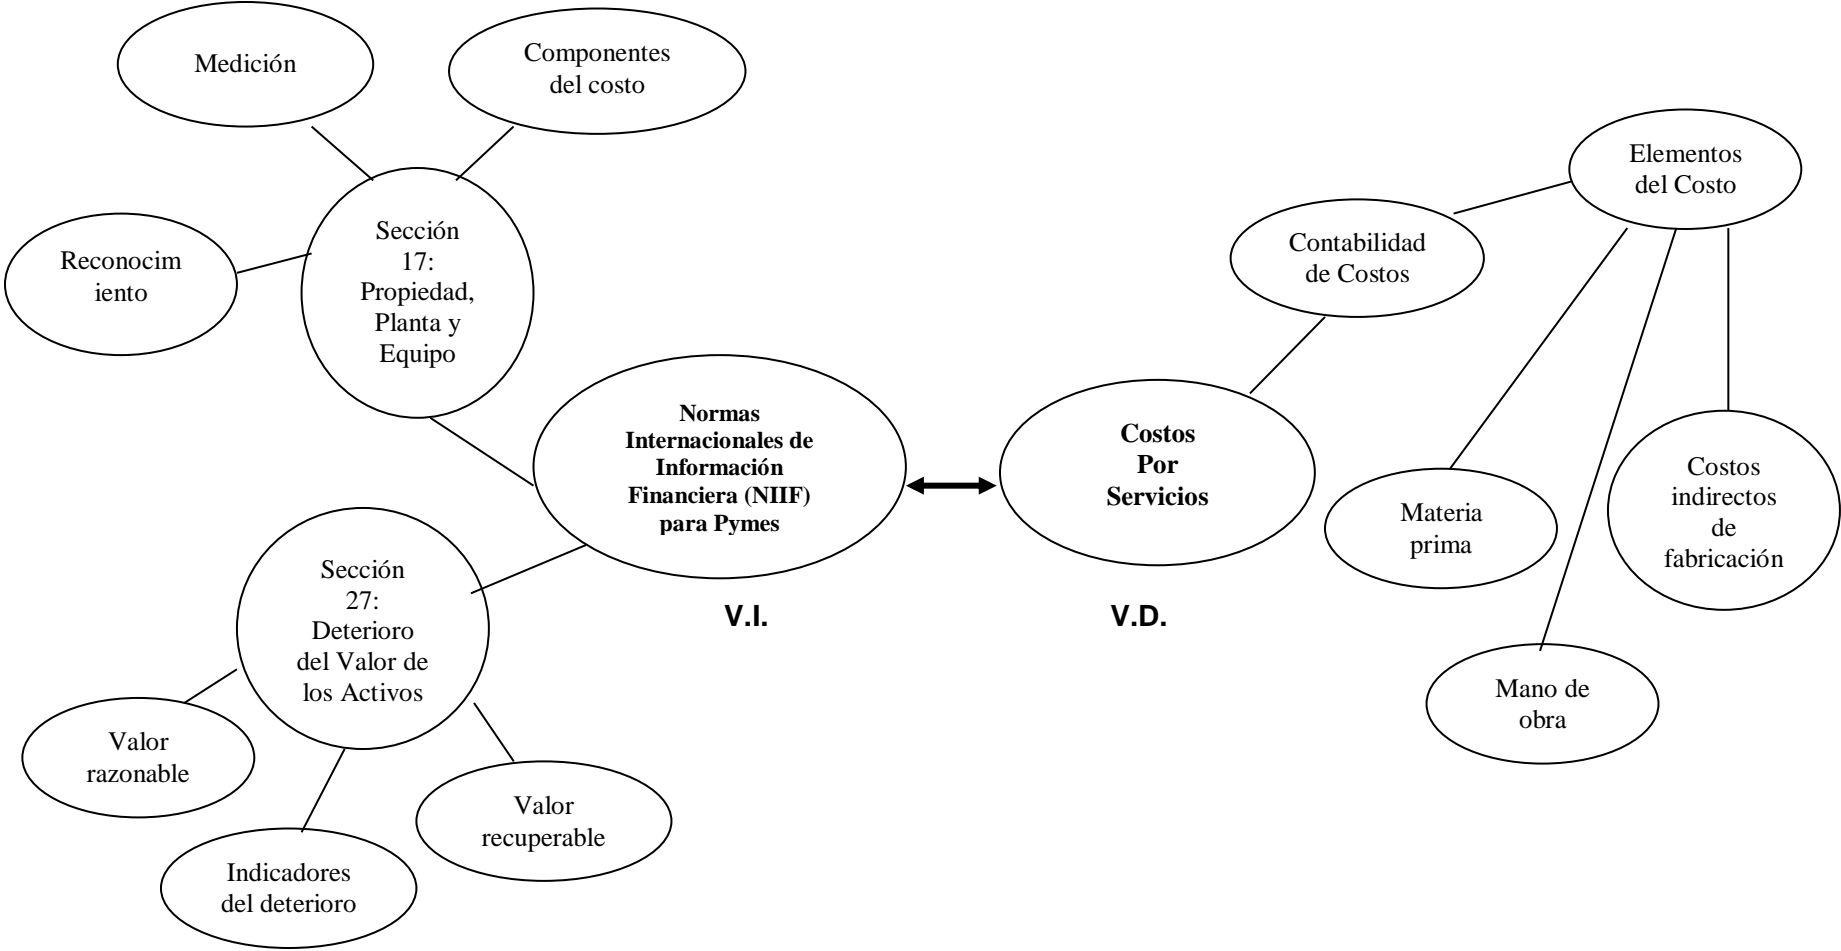 Medición
Componentes
del costo
Reconocim
iento
Sección
17:
Propiedad,
Planta y
Equipo
Normas
Internacionales de
Información
Financiera (NIIF)
para Pymes
Sección
27:
Deterioro
del Valor de
los Activos
Valor
razonable
Indicadores
del deterioro
Valor
recuperable
V.I.
Costos
Por
Servicios
V.D.
Contabilidad
de Costos
Elementos
del Costo
Materia
prima
Mano de
obra
Costos
indirectos
de
fabricación